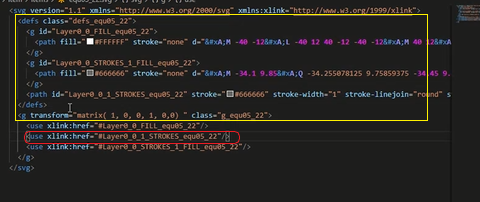 <svg version="1.1" xmlns="http://www.w3.org/2000/svg" xmlns:xlink="http://www.w3.org/1999/xlink">
<defs class="defs_equ05_22">
<g id="Layer0_0_FILL_equ05_22">
<path fill="#FFFFFF" stroke="none" d="&#xA;M -40 -12&#xA;L -40 12 40 -12 -40 -12&#xA;M 40 12&#xA
</g>
<g id="Layer0_0_STROKES_1_FILL_equ05_22">
<path fill="#666666" stroke="none" d="&#xA;M -34.1 9.85&#xA;Q -34.255078125 9.75859375 -34.45 9.
</g>
<path id="Layer0_0_1_STROKES_equ05_22" stroke="#666666" stroke-width="1" stroke-linejoin="round" s
</defs>
<g transform="matrix( 1, 0, 0, 1, 0,0) " class="g_equ05_22">
<use xlink:href="#Layer0_0_FILL_equ05_22"/>
<use xlink:href="#Layer0_0_1_STROKES_equ05_22"/>
<use xlink:href="#Layer0_0_STROKES_1_FILL_equ05_22"/>
</g>
</svg>